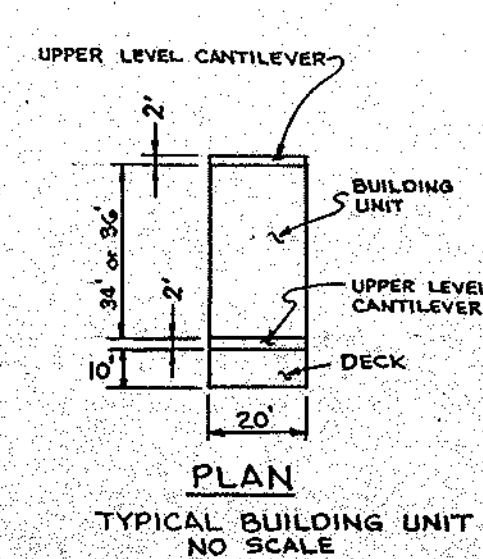 UPPER LEVEL CANTILEVER
2'
BUILDING
UNIT
34' or 36'
2'
UPPER LEVEL
CANTILEVER
10'
DECK
20'
PLAN
TYPICAL BUILDING UNIT
NO SCALE